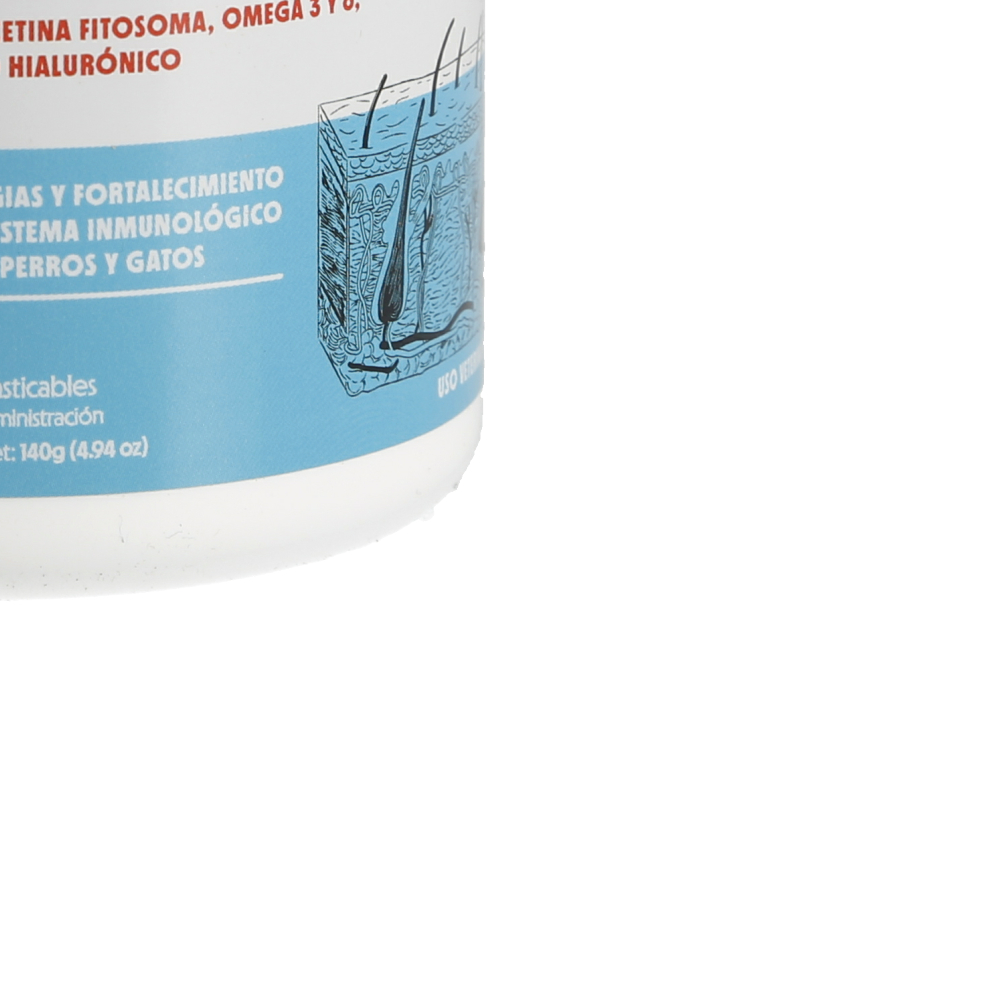 ETINA FITOSOMA, OMEGA 3 Y 6,
HIALURÓNICO
GIAS Y FORTALECIMIENTO
STEMA INMUNOLÓGICO
PERROS Y GATOS
asticables
ministración
et: 140g (4.94 oz)
USO